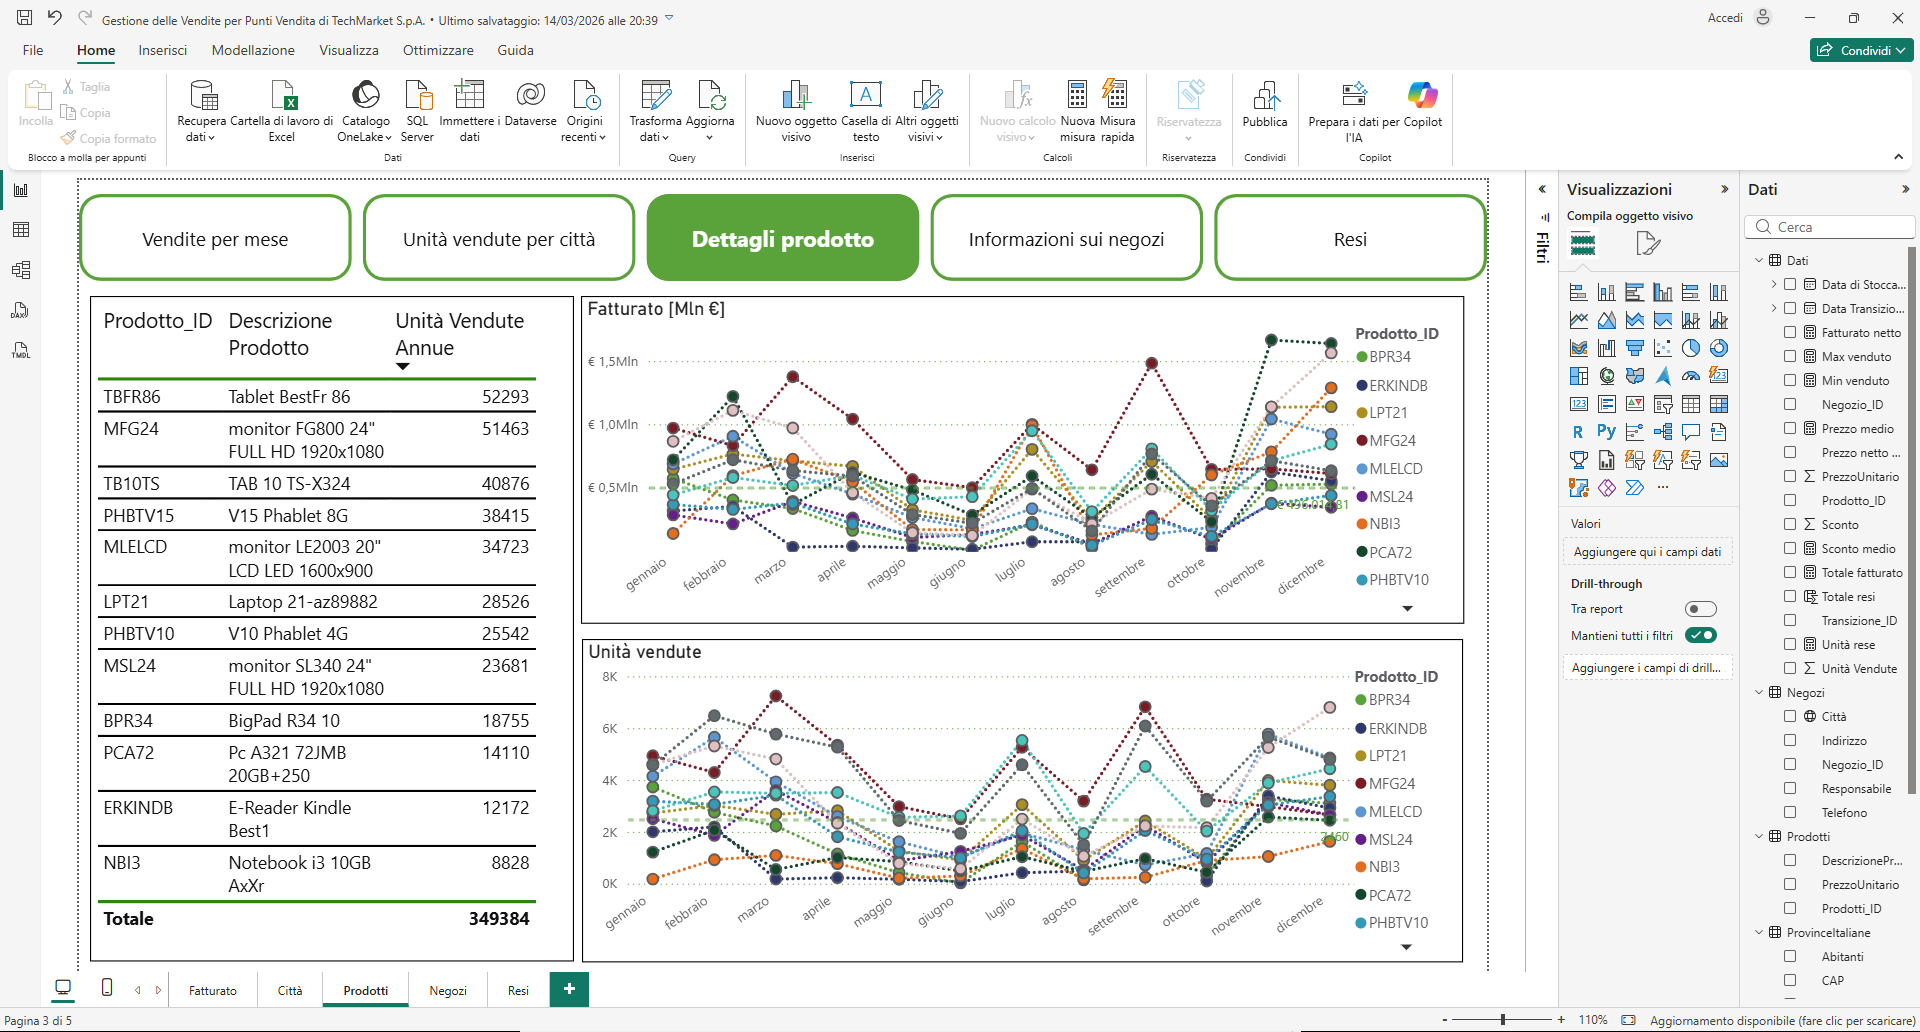 Gestione delle Vendite per Punti Vendita di TechMarket S.p.A. • Ultimo salvataggio: 14/03/2026 alle 20:39
Accedi
File Home Inserisci Modellazione Visualizza Ottimizzare Guida
Condividi
Incolla
Taglia
Copia
Copia formato
Blocco a molla per appunti
Recupera dati
Cartella di lavoro di Excel
Catalogo OneLake
SQL Server
Immettere i dati
Dataverse
Origini recenti
Dati
Trasforma dati
Aggiorna
Query
Nuovo oggetto visivo
Casella di testo
Altri oggetti visivi
Inserisci
Nuovo calcolo visivo
Nuova misura
Misura rapida
Calcoli
Riservatezza
Riservatezza
Pubblica
Condividi
Prepara i dati per l'IA
Copilot
Copilot
Vendite per mese
Unità vendute per città
Dettagli prodotto
Informazioni sui negozi
Resi
Prodotto_ID Descrizione Prodotto Unità Vendute Annue
TBFR86 Tablet BestFr 86 52293
MFG24 monitor FG800 24" FULL HD 1920x1080 51463
TB10TS TAB 10 TS-X324 40876
PHBTV15 V15 Phablet 8G 38415
MLELCD monitor LE2003 20" LCD LED 1600x900 34723
LPT21 Laptop 21-az89882 28526
PHBTV10 V10 Phablet 4G 25542
MSL24 monitor SL340 24" FULL HD 1920x1080 23681
BPR34 BigPad R34 10 18755
PCA72 Pc A321 72JMB 20GB+250 14110
ERKINDB E-Reader Kindle Best1 12172
NBI3 Notebook i3 10GB AxXr 8828
Totale 349384
Fatturato [Mln €]
€ 1,5Mln
€ 1,0Mln
€ 0,5Mln
gennaio febbraio marzo aprile maggio giugno luglio agosto settembre ottobre novembre dicembre
Prodotto_ID
BPR34
ERKINDB
LPT21
MFG24
MLELCD
MSL24
NBI3
PCA72
PHBTV10
Unità vendute
8K
6K
4K
2K
0K
2460
gennaio febbraio marzo aprile maggio giugno luglio agosto settembre ottobre novembre dicembre
Prodotto_ID
BPR34
ERKINDB
LPT21
MFG24
MLELCD
MSL24
NBI3
PCA72
PHBTV10
Filtri
Visualizzazioni
Compila oggetto visivo
Valori
Aggiungere qui i campi dati
Drill-through
Tra report
Mantieni tutti i filtri
Aggiungere i campi di drill...
Dati
Cerca
Dati
Data di Stocca...
Data Transizio...
Fatturato netto
Max venduto
Min venduto
Negozio_ID
Prezzo medio
Prezzo netto ...
PrezzoUnitario
Prodotto_ID
Sconto
Sconto medio
Totale fatturato
Totale resi
Transizione_ID
Unità rese
Unità Vendute
Negozi
Città
Indirizzo
Negozio_ID
Responsabile
Telefono
Prodotti
DescrizionePr...
PrezzoUnitario
Prodotti_ID
ProvinceItaliane
Abitanti
CAP
Fatturato Città Prodotti Negozi Resi
Pagina 3 di 5
110%
Aggiornamento disponibile (fare clic per scaricare)